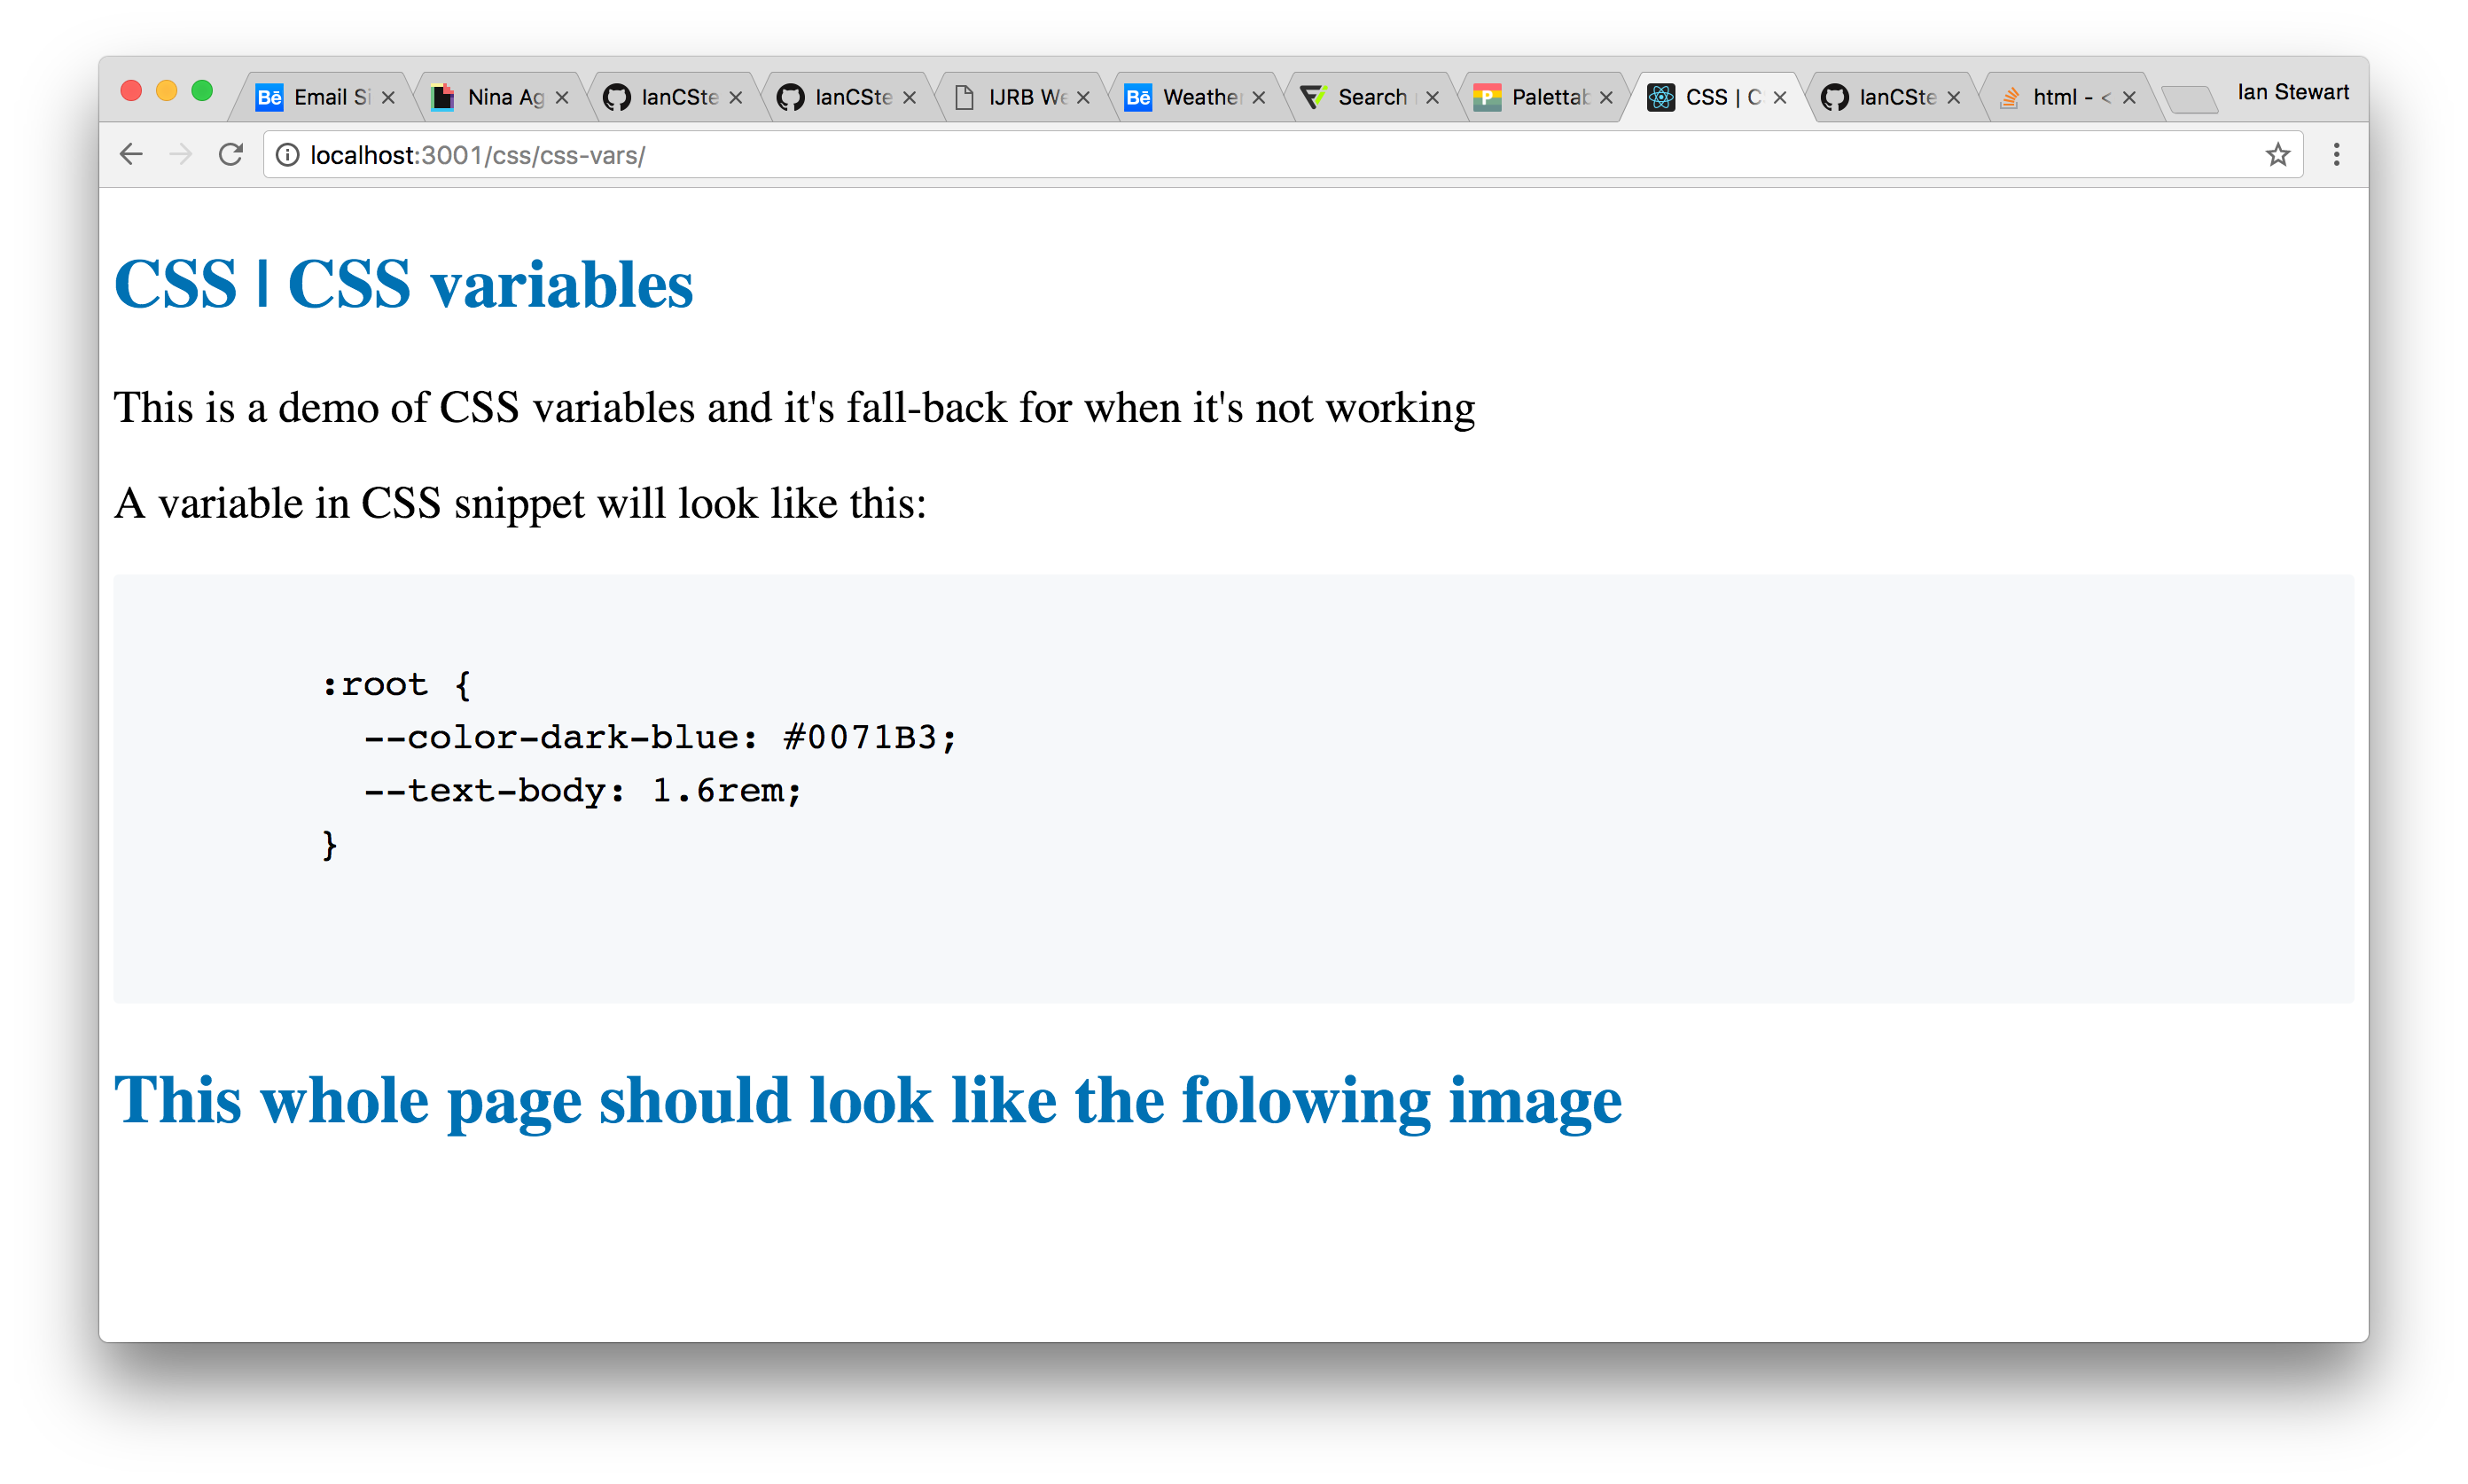 Bē Email Si
Nina Ag
IanCSte
IanCSte
IJRB We
Bē Weather
Search
P Palettab
CSS | C
IanCSte
html - <
Ian Stewart
localhost:3001/css/css-vars/
CSS | CSS variables
This is a demo of CSS variables and it's fall-back for when it's not working
A variable in CSS snippet will look like this:
:root {
--color-dark-blue: #0071B3;
--text-body: 1.6rem;
}
This whole page should look like the folowing image